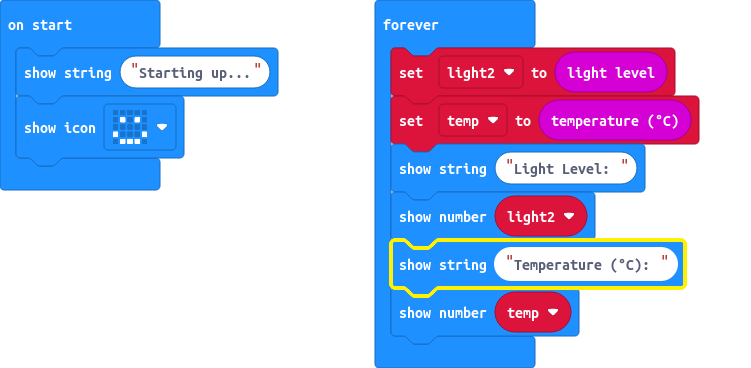 on start
show string "Starting up..."
show icon
forever
set light2 to light level
set temp to temperature (°C)
show string "Light Level: "
show number light2
show string "Temperature (°C): "
show number temp